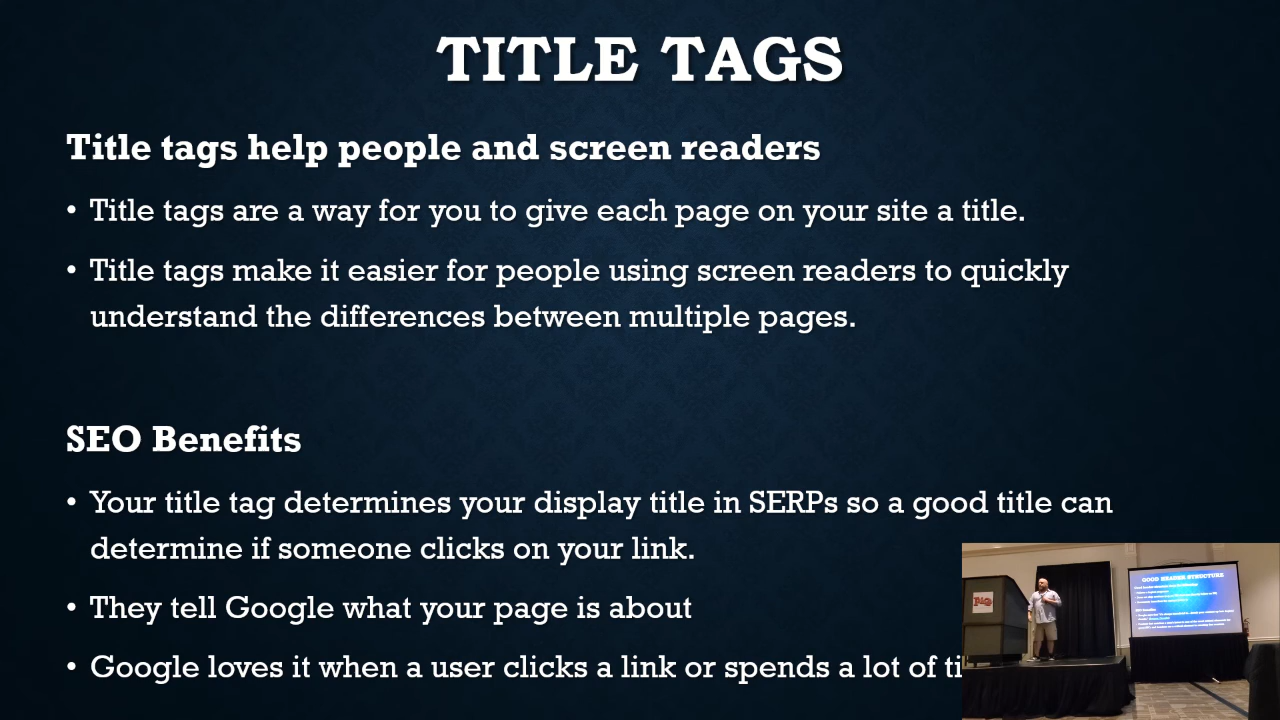 TITLE TAGS
Title tags help people and screen readers
• Title tags are a way for you to give each page on your site a title.
• Title tags make it easier for people using screen readers to quickly
understand the differences between multiple pages.
SEO Benefits
• Your title tag determines your display title in SERPs so a good title can
determine if someone clicks on your link.
• They tell Google what your page is about
• Google loves it when a user clicks a link or spends a lot of
GOOD HEADER STRUCTURE